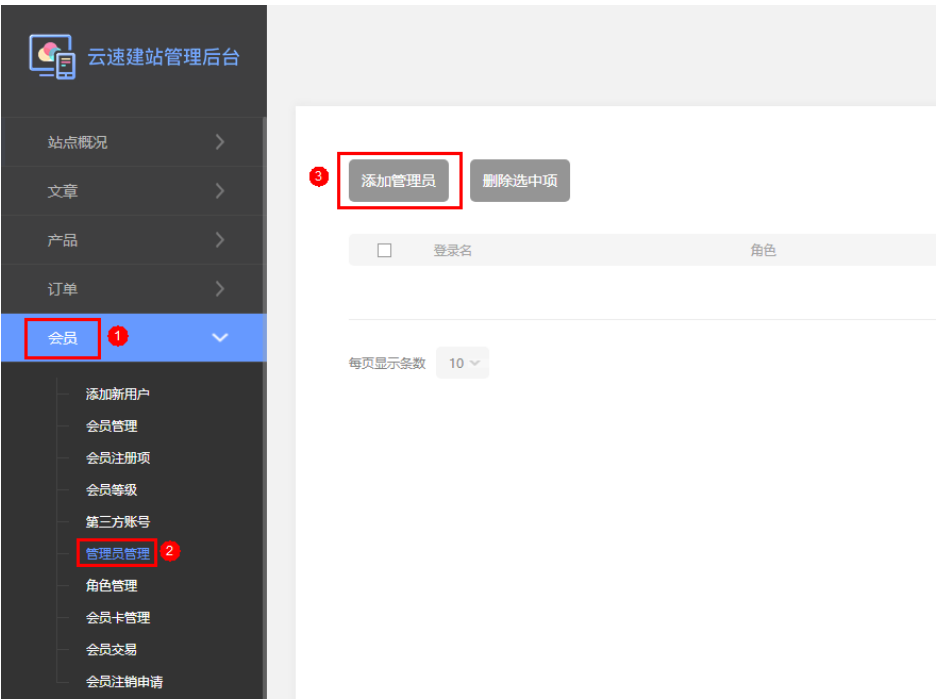 云速建站管理后台
站点概况
文章
产品
订单
会员 1
添加新用户
会员管理
会员注册项
会员等级
第三方账号
管理员管理 2
角色管理
会员卡管理
会员交易
会员注销申请
3 添加管理员 删除选中项
登录名 角色
每页显示条数 10